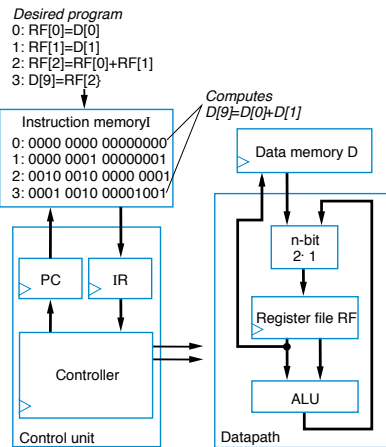 Desired program
0: RF[0]=D[0]
1: RF[1]=D[1]
2: RF[2]=RF[0]+RF[1]
3: D[9]=RF[2}
Computes
D[9]=D[0]+D[1]
Instruction memoryI
0: 0000 0000 00000000
1: 0000 0001 00000001
2: 0010 0010 0000 0001
3: 0001 0010 00001001
Data memory D
n-bit
2· 1
PC
IR
Register file RF
Controller
ALU
Control unit
Datapath